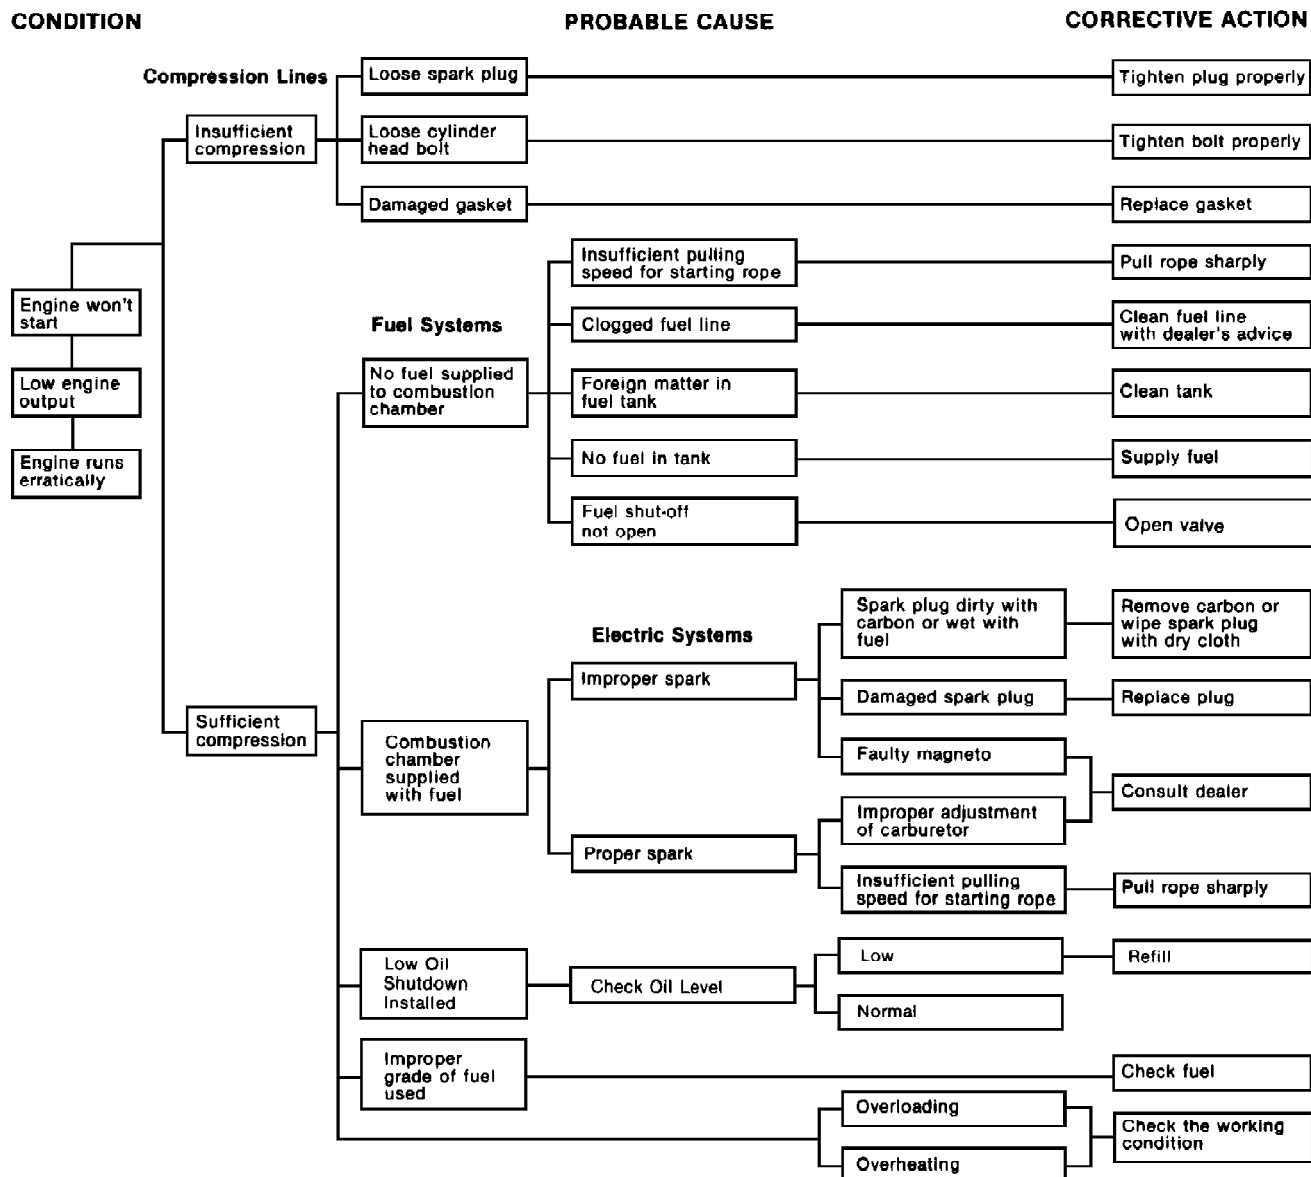 CONDITION
PROBABLE CAUSE
CORRECTIVE ACTION
Compression Lines
Loose spark plug
Tighten plug properly
Insufficient
compression
Loose cylinder
head bolt
Tighten bolt properly
Damaged gasket
Replace gasket
Engine won't
start
Low engine
output
Engine runs
erratically
Fuel Systems
No fuel supplied
to combustion
chamber
Insufficient pulling
speed for starting rope
Pull rope sharply
Clogged fuel line
Clean fuel line
with dealer's advice
Foreign matter in
fuel tank
Clean tank
No fuel in tank
Supply fuel
Fuel shut-off
not open
Open valve
Sufficient
compression
Combustion
chamber
supplied
with fuel
Electric Systems
Improper spark
Spark plug dirty with
carbon or wet with
fuel
Remove carbon or
wipe spark plug
with dry cloth
Damaged spark plug
Replace plug
Faulty magneto
Consult dealer
Proper spark
Improper adjustment
of carburetor
Insufficient pulling
speed for starting rope
Pull rope sharply
Low Oil
Shutdown
Installed
Check Oil Level
Low
Refill
Normal
Improper
grade of fuel
used
Check fuel
Overloading
Overheating
Check the working
condition